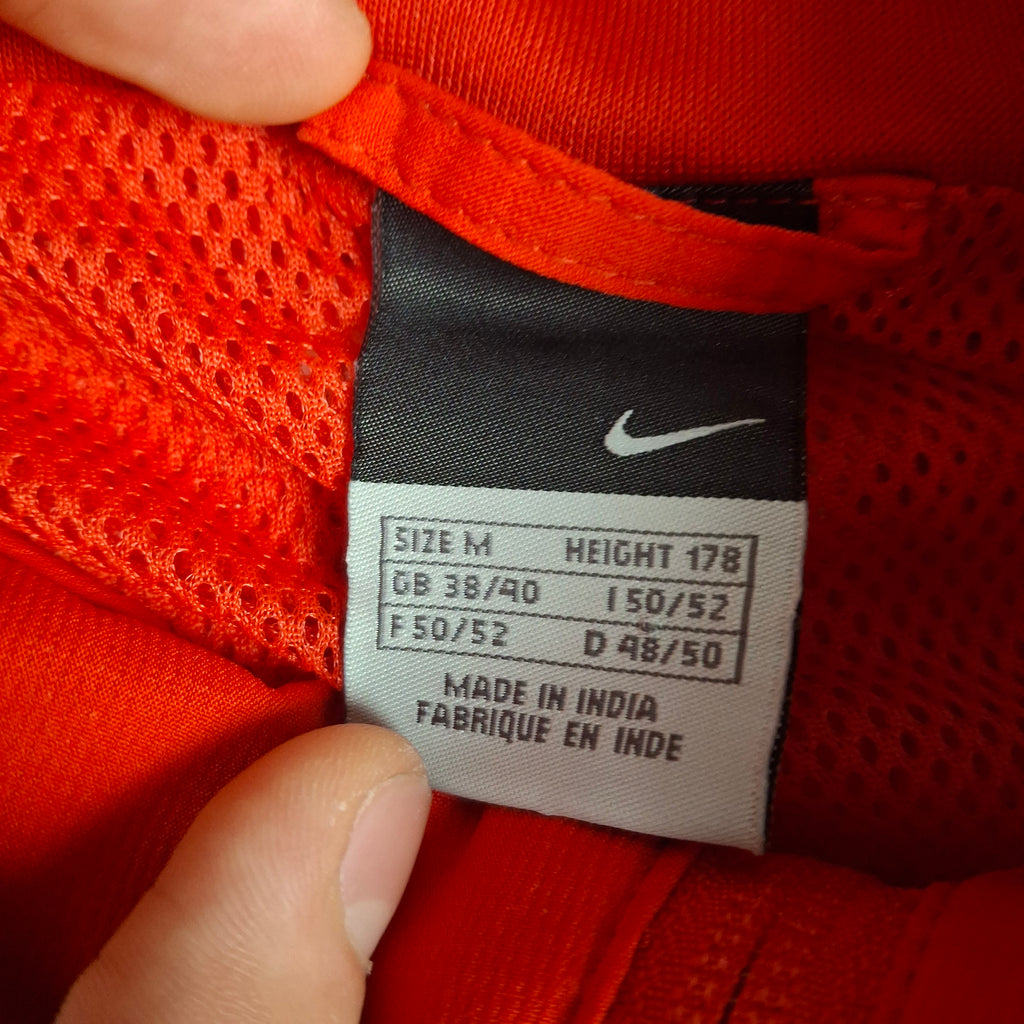 SIZE M HEIGHT 178
GB 38/40 I 50/52
F 50/52 D 48/50
MADE IN INDIA
FABRIQUE EN INDE